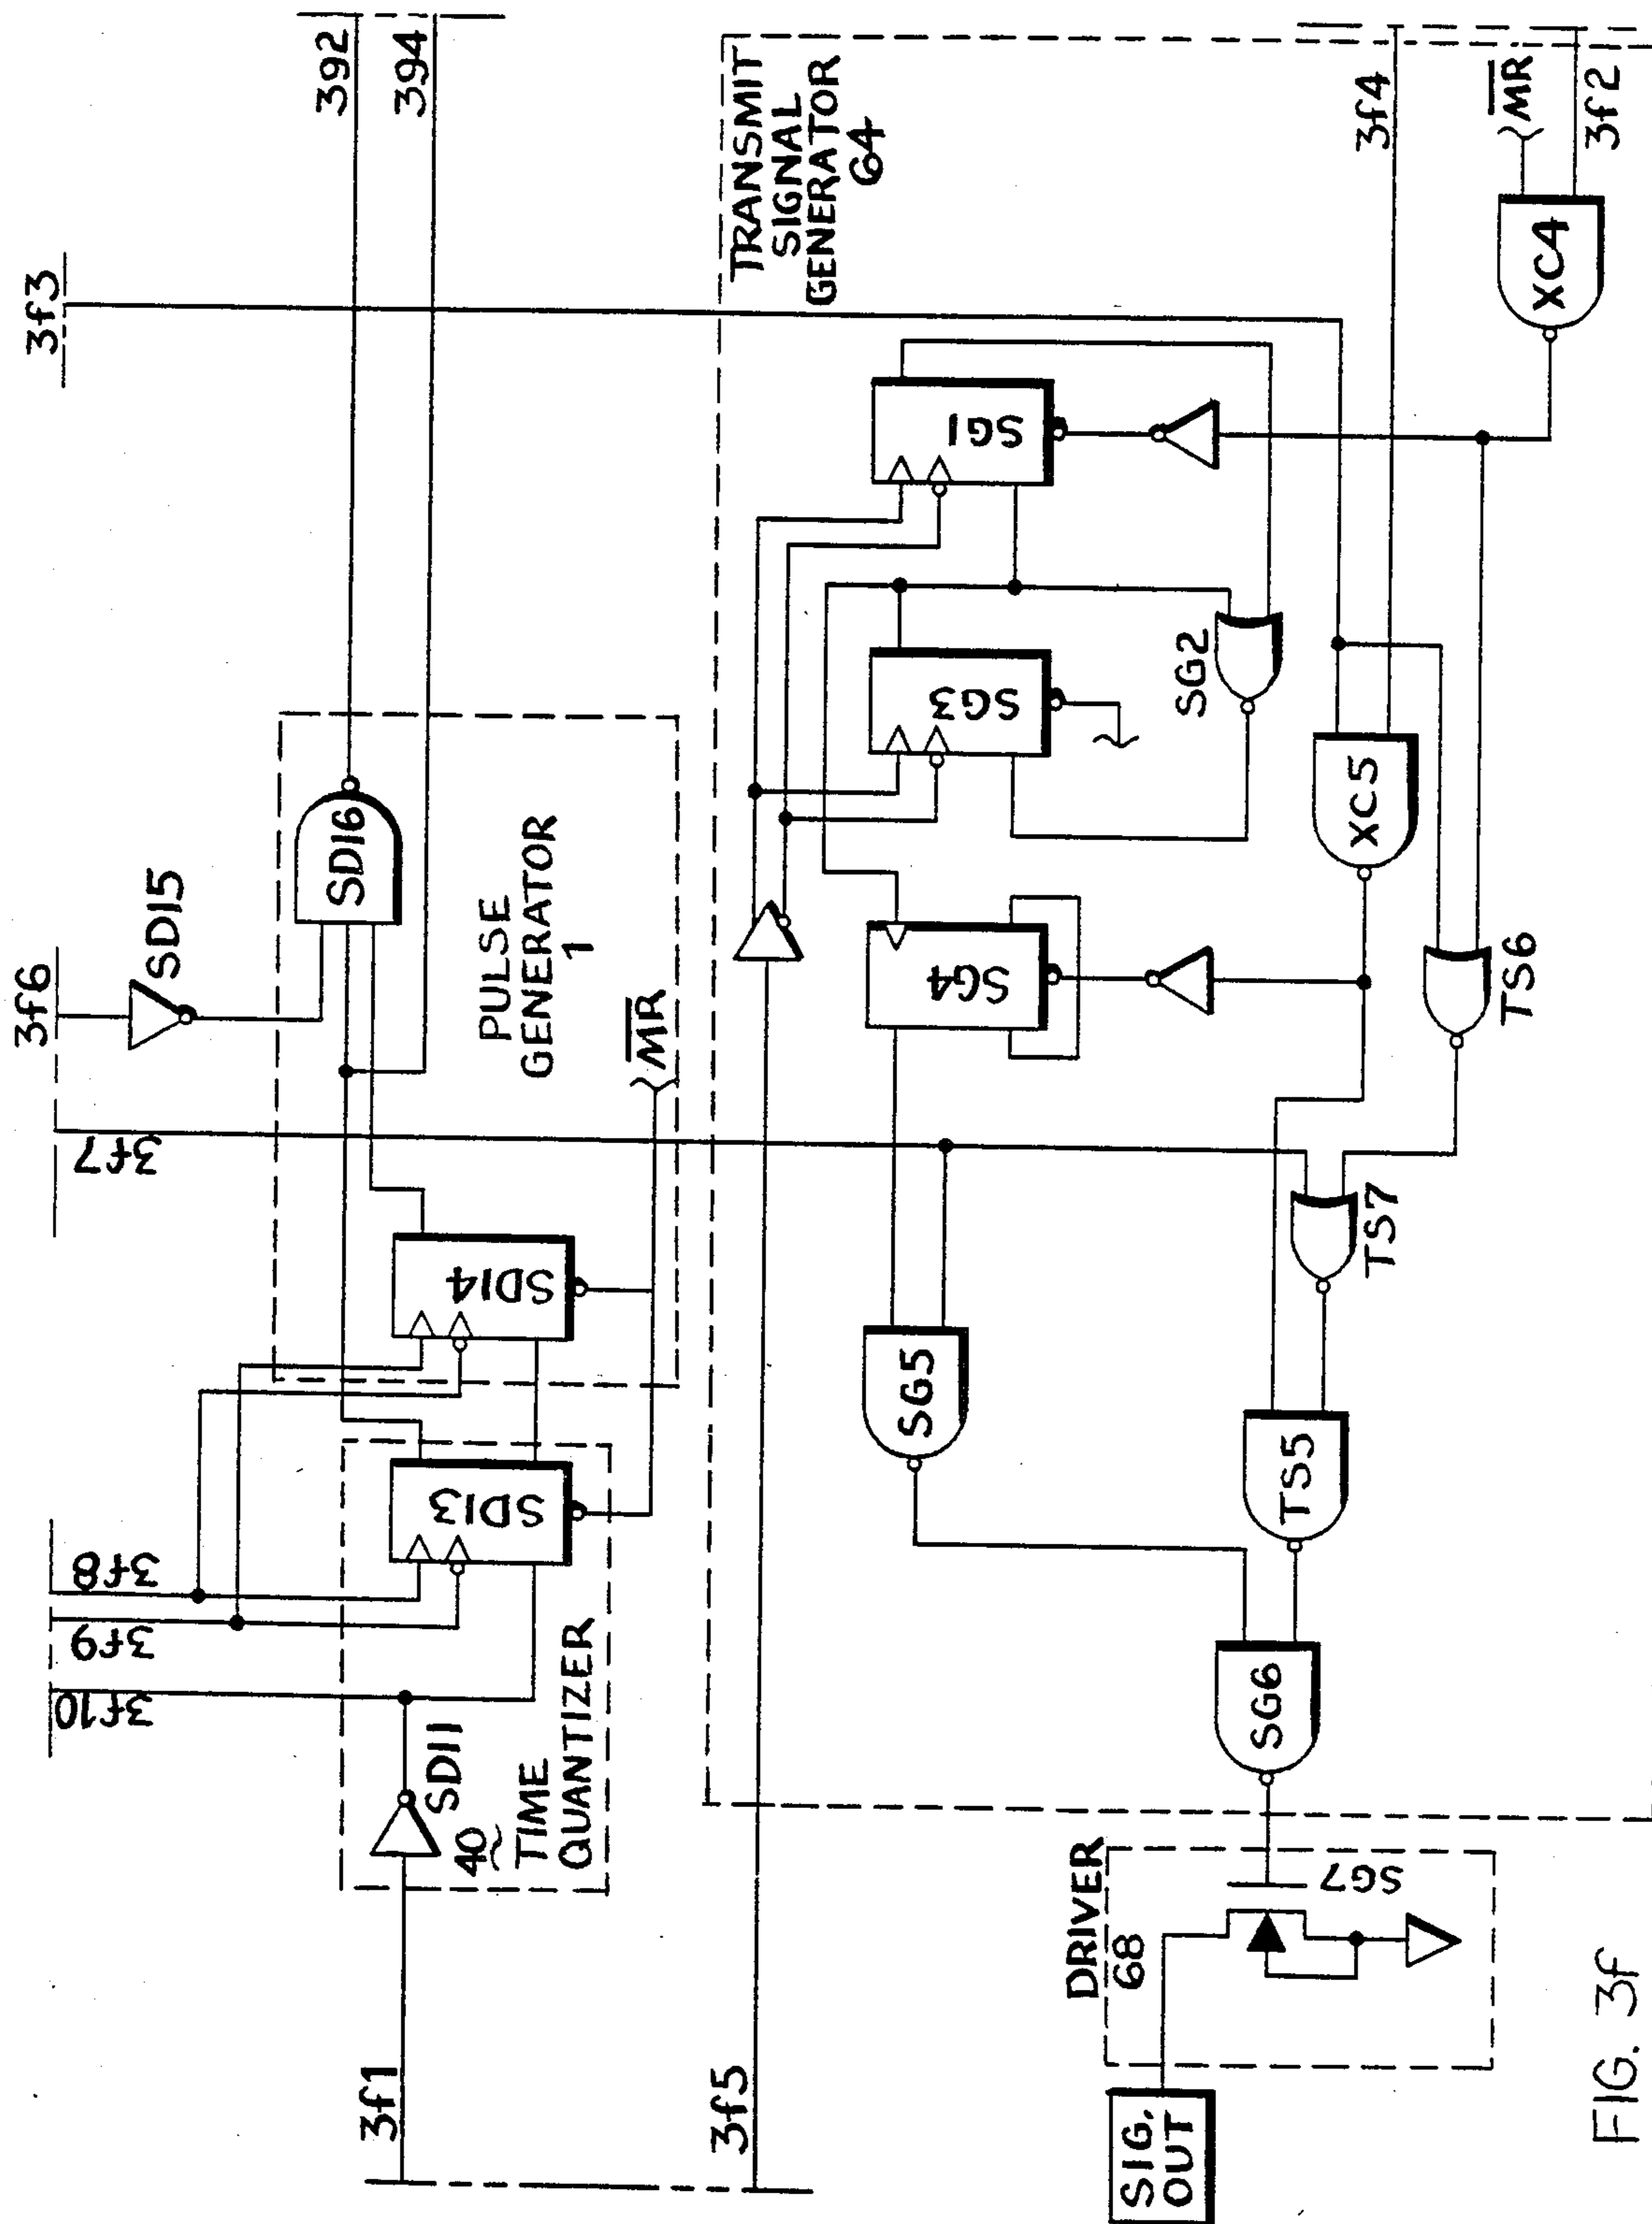 392
394
3f3
TRANSMIT
SIGNAL
GENERATOR
64
3f4
MR
3f2
XC4
SG1
SG2
SG3
XC5
SD16
SD15
3f6
PULSE
GENERATOR
1
MR
SG4
TS6
3f7
SD14
TS7
SG5
TS5
SD13
3f8
3f9
3f10
SD11
40
TIME
QUANTIZER
SG6
SG7
DRIVER
68
3f1
3f5
SIG.
OUT
FIG. 3f